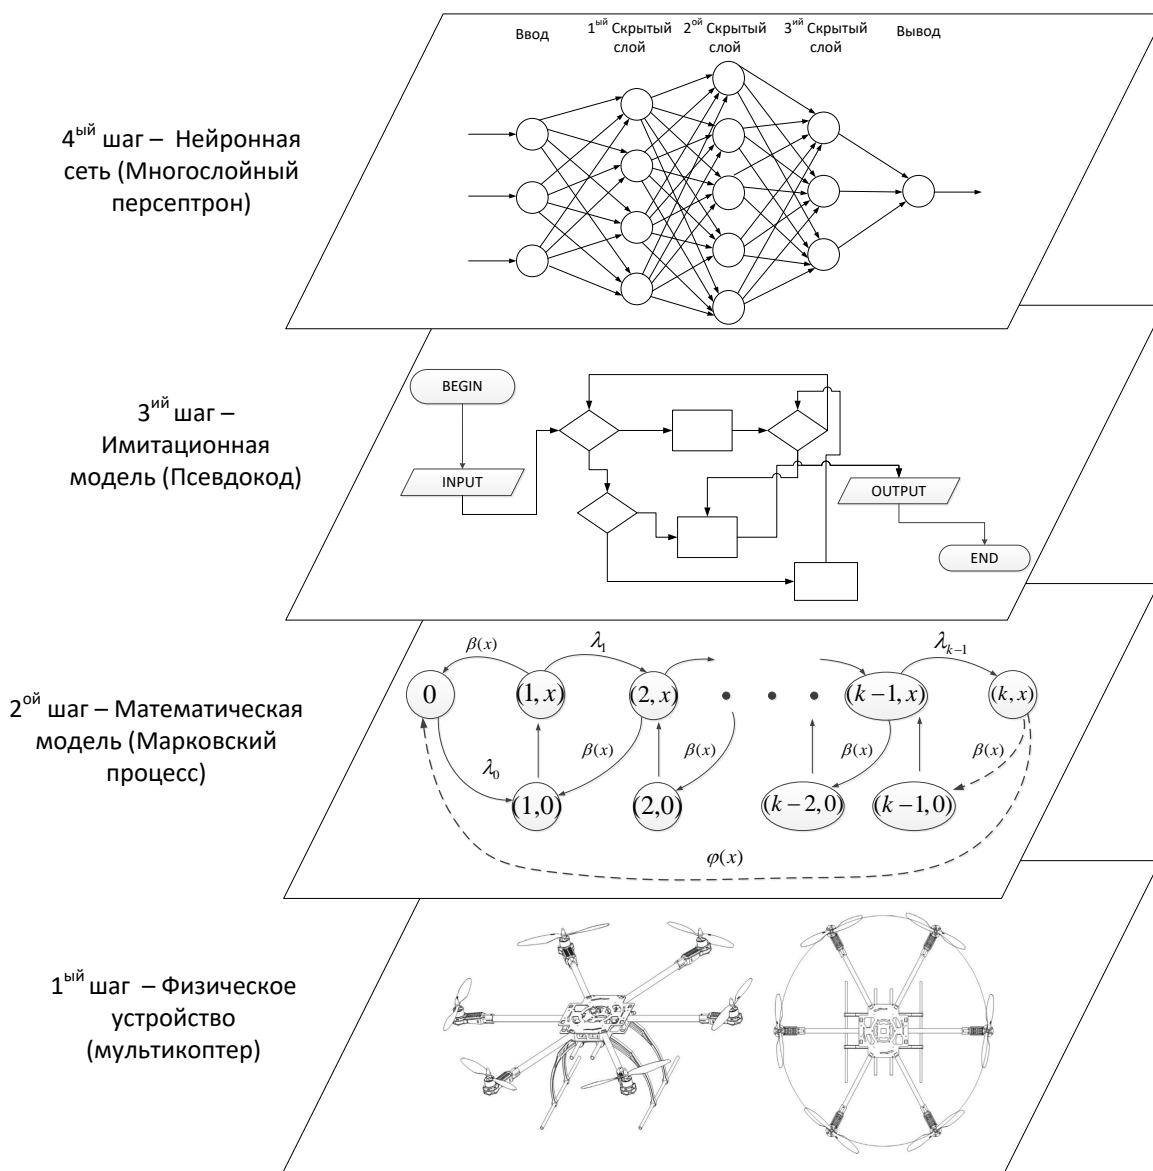 Ввод
1ый Скрытый
слой
2ой Скрытый
слой
3ий Скрытый
слой
Вывод
4ый шаг – Нейронная
сеть (Многослойный
персептрон)
3ий шаг –
Имитационная
модель (Псевдокод)
BEGIN
INPUT
OUTPUT
END
2ой шаг – Математическая
модель (Марковский
процесс)
β(x)
λ₁
λₖ₋₁
0
(1, x)
(2, x)
• • •
(k−1, x)
(k, x)
λ₀
β(x)
β(x)
β(x)
β(x)
(1,0)
(2,0)
(k−2,0)
(k−1,0)
φ(x)
1ый шаг – Физическое
устройство
(мультикоптер)